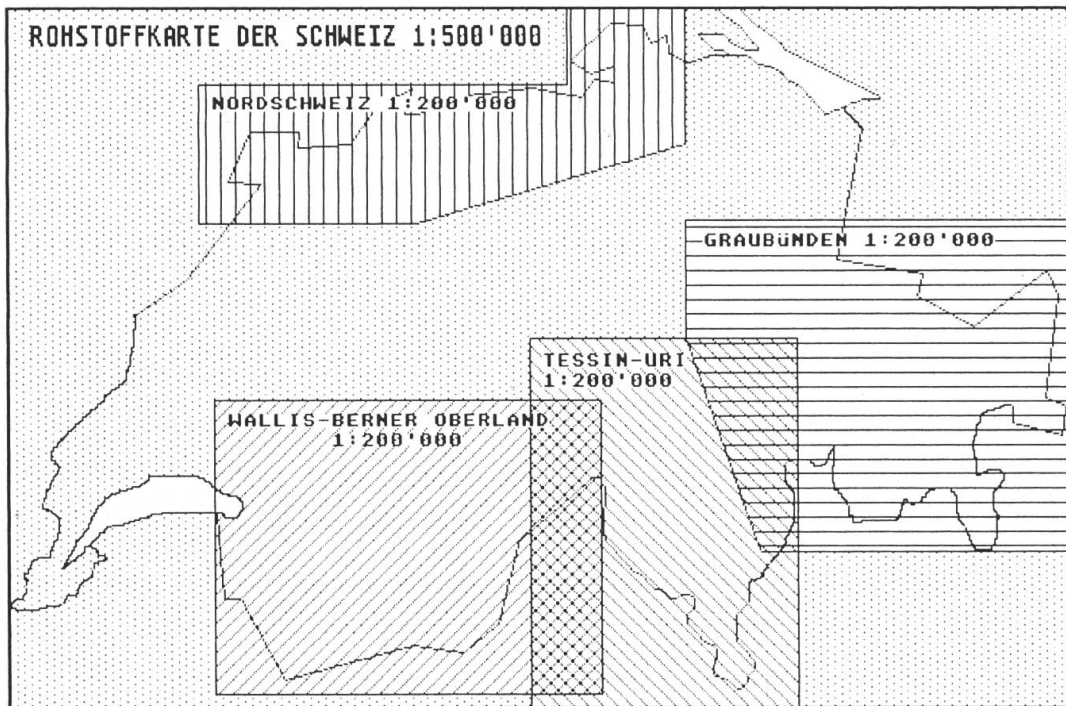 ROHSTOFFKARTE DER SCHWEIZ 1:500'000
NORDSCHWEIZ 1:200'000
GRAUBüNDEN 1:200'000
TESSIN-URI
1:200'000
WALLIS-BERNER OBERLAND
1:200'000